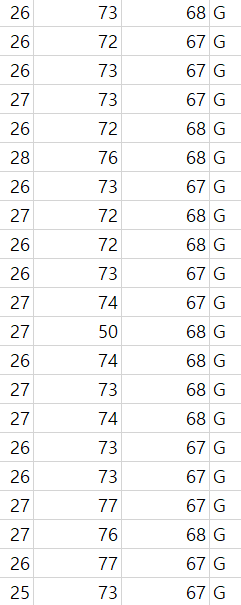 26 73 68 G
26 72 67 G
26 73 67 G
27 73 67 G
26 72 68 G
28 76 68 G
26 73 67 G
27 72 68 G
26 72 68 G
26 73 67 G
27 74 67 G
27 50 68 G
26 74 68 G
27 73 68 G
27 74 68 G
26 73 67 G
26 73 67 G
27 77 67 G
27 76 68 G
26 77 67 G
25 73 67 G